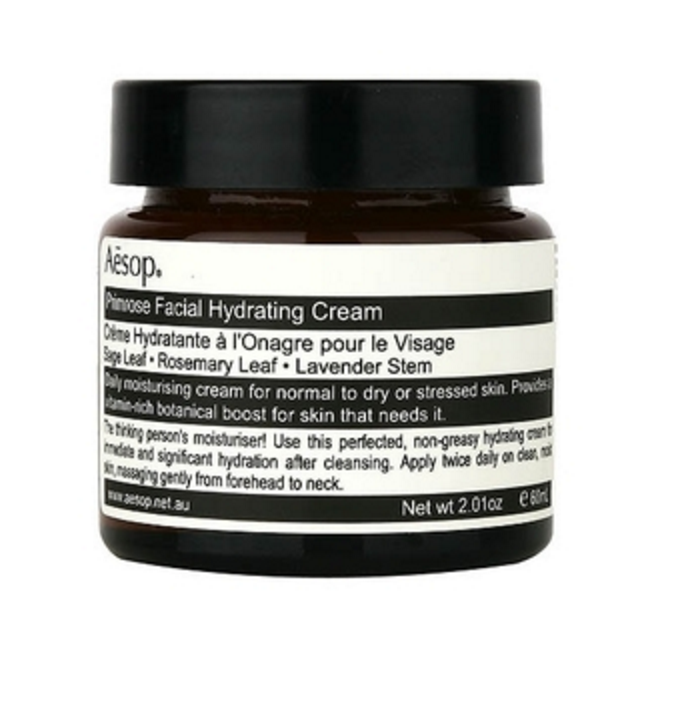 Aēsop.
Primrose Facial Hydrating Cream
Crème Hydratante à l'Onagre pour le Visage
Sage Leaf • Rosemary Leaf • Lavender Stem
Daily moisturising cream for normal to dry or stressed skin. Provides a
vitamin-rich botanical boost for skin that needs it.
The thinking person's moisturiser! Use this perfected, non-greasy hydrating cream for
immediate and significant hydration after cleansing. Apply twice daily on clean, moist
skin, massaging gently from forehead to neck.
www.aesop.net.au Net wt 2.01oz ℮ 60mL